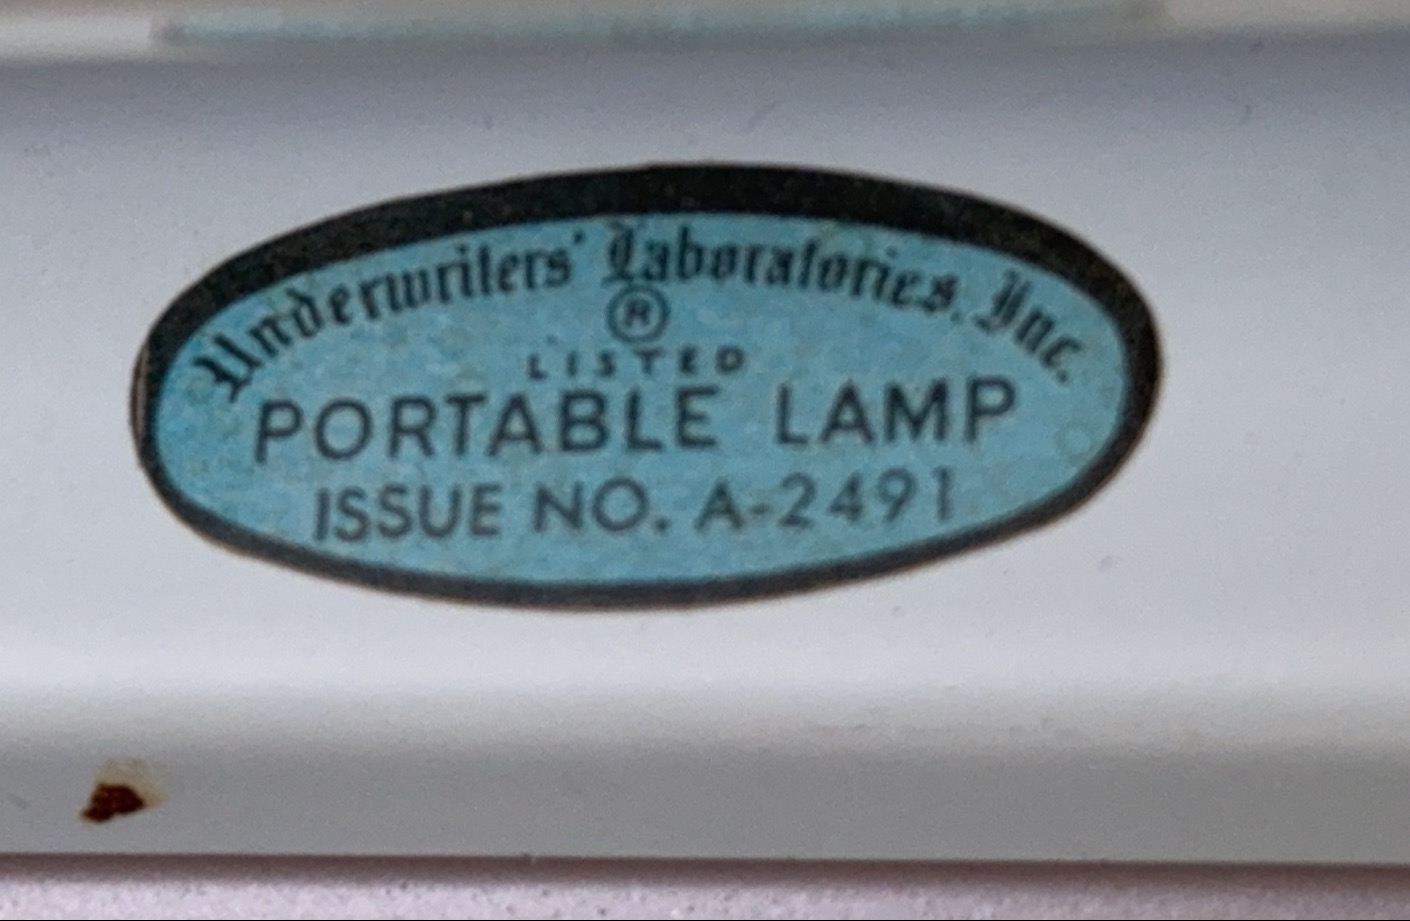 Underwriters' Laboratories, Inc.
®
LISTED
PORTABLE LAMP
ISSUE NO. A-2491